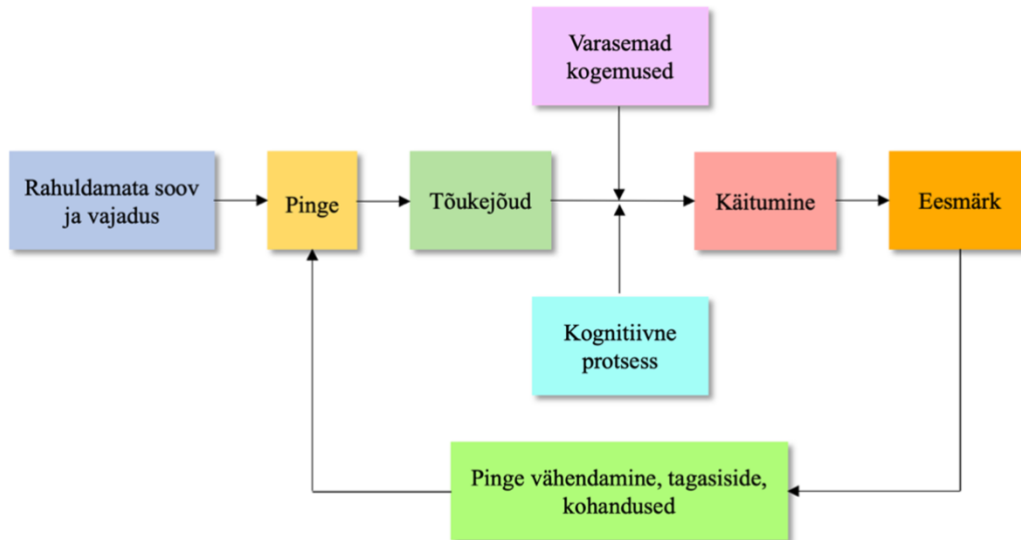 Varasemad
kogemused
Rahuldamata soov
ja vajadus
Pinge
Tõukejõud
Käitumine
Eesmärk
Kognitiivne
protsess
Pinge vähendamine, tagasiside,
kohandused